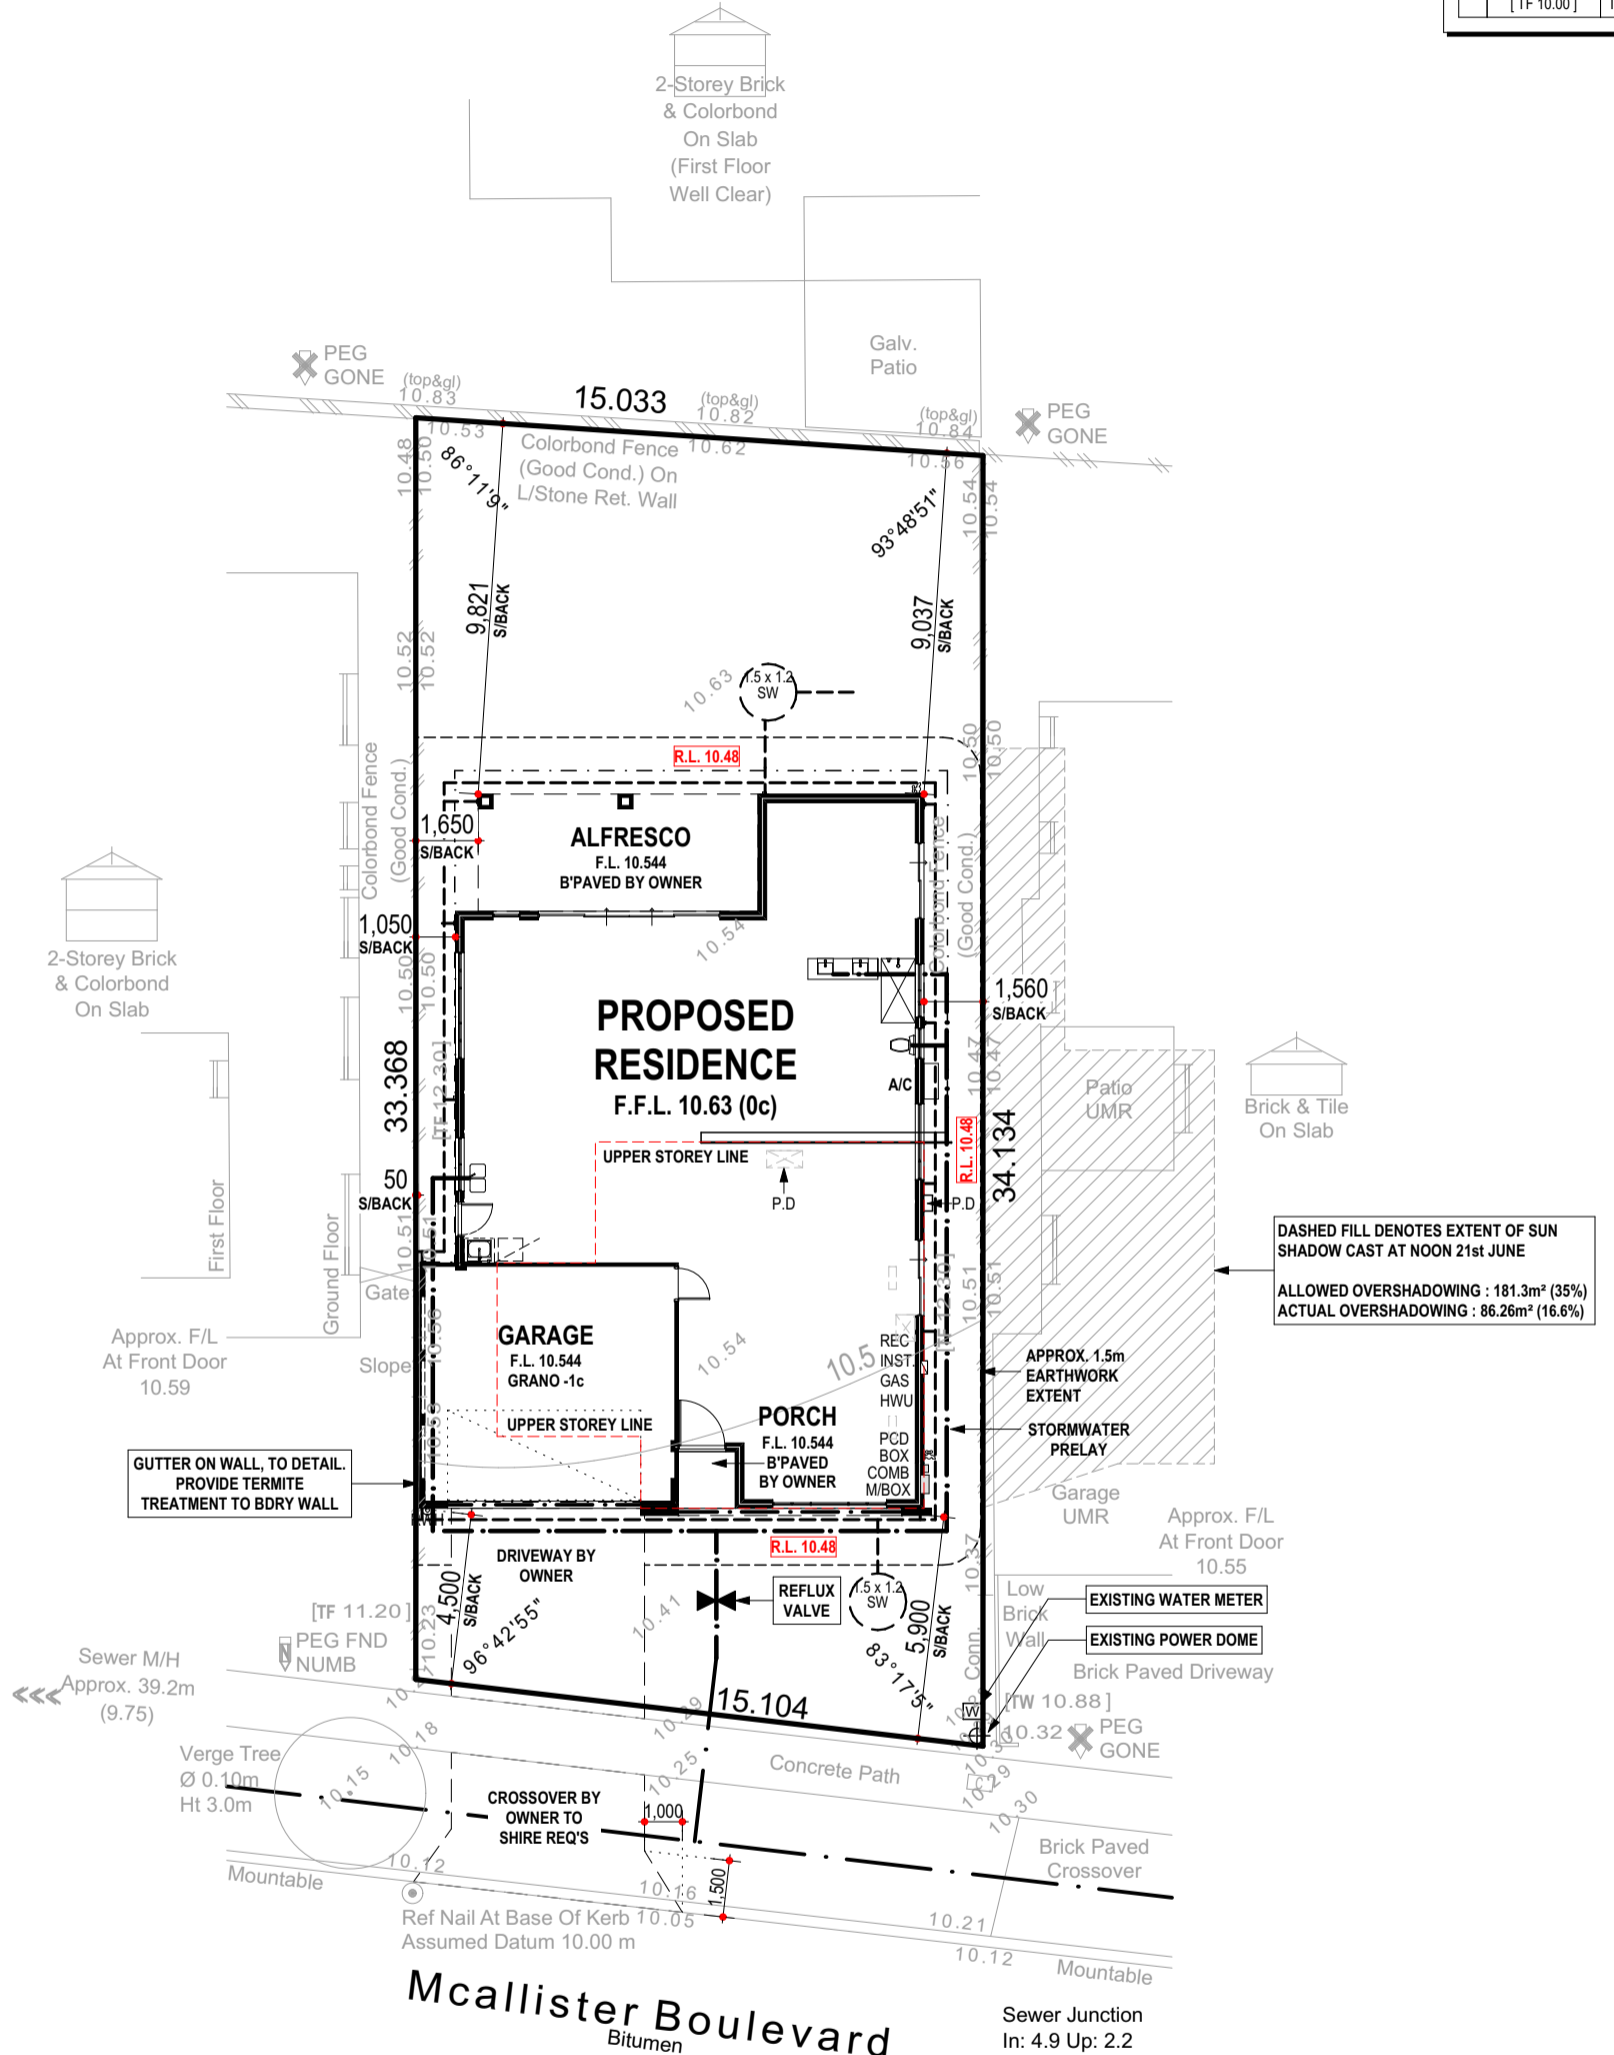 [ TF 10.00 ]
2-Storey Brick
& Colorbond
On Slab
(First Floor
Well Clear)
Galv.
Patio
PEG
GONE
(top&gl)
10.83
15.033
(top&gl)
10.82
(top&gl)
10.84
PEG
GONE
10.53
Colorbond Fence
(Good Cond.) On
L/Stone Ret. Wall
10.62
10.56
10.48
10.50
86°11'9"
93°48'51"
10.54
10.54
9,821
S/BACK
9,037
S/BACK
10.52
10.52
10.63
1.5 x 1.2
SW
R.L. 10.48
10.50
10.50
Colorbond Fence
(Good Cond.)
1,650
S/BACK
ALFRESCO
F.L. 10.544
B'PAVED BY OWNER
Colorbond Fence
(Good Cond.)
1,050
S/BACK
10.54
2-Storey Brick
& Colorbond
On Slab
10.50
10.50
1,560
S/BACK
PROPOSED
RESIDENCE
F.F.L. 10.63 (0c)
33.368
[TF 12.30]
A/C
10.47
10.47
Patio
UMR
Brick & Tile
On Slab
R.L. 10.48
34.134
UPPER STOREY LINE
P.D
P.D
50
S/BACK
First Floor
Ground Floor
10.51
10.51
Gate
[TF 12.30]
10.51
10.51
DASHED FILL DENOTES EXTENT OF SUN
SHADOW CAST AT NOON 21st JUNE
ALLOWED OVERSHADOWING : 181.3m² (35%)
ACTUAL OVERSHADOWING : 86.26m² (16.6%)
Approx. F/L
At Front Door
10.59
Slope
GARAGE
F.L. 10.544
GRANO -1c
10.54
10.5
REC
INST.
GAS
HWU
APPROX. 1.5m
EARTHWORK
EXTENT
UPPER STOREY LINE
PORCH
F.L. 10.544
B'PAVED
BY OWNER
PCD
BOX
COMB
M/BOX
STORMWATER
PRELAY
GUTTER ON WALL, TO DETAIL.
PROVIDE TERMITE
TREATMENT TO BDRY WALL
10.53
Garage
UMR
Approx. F/L
At Front Door
10.55
R.L. 10.48
10.37
DRIVEWAY BY
OWNER
4,500
S/BACK
REFLUX
VALVE
1.5 x 1.2
SW
5,900
S/BACK
Low
Brick
Wall
EXISTING WATER METER
EXISTING POWER DOME
[TF 11.20]
10.23
10.41
96°42'55"
83°17'5"
Conn.
PEG FND
NUMB
Brick Paved Driveway
Sewer M/H
Approx. 39.2m
(9.75)
15.104
10.29
W
[TW 10.88]
10.32
PEG
GONE
10.18
Verge Tree
Ø 0.10m
Ht 3.0m
10.15
10.25
Concrete Path
10.29
10.30
CROSSOVER BY
OWNER TO
SHIRE REQ'S
1,000
Brick Paved
Crossover
10.12
Mountable
1,500
10.16
Ref Nail At Base Of Kerb
10.05
Assumed Datum 10.00 m
10.21
10.12
Mountable
Mcallister Boulevard
Bitumen
Sewer Junction
In: 4.9 Up: 2.2